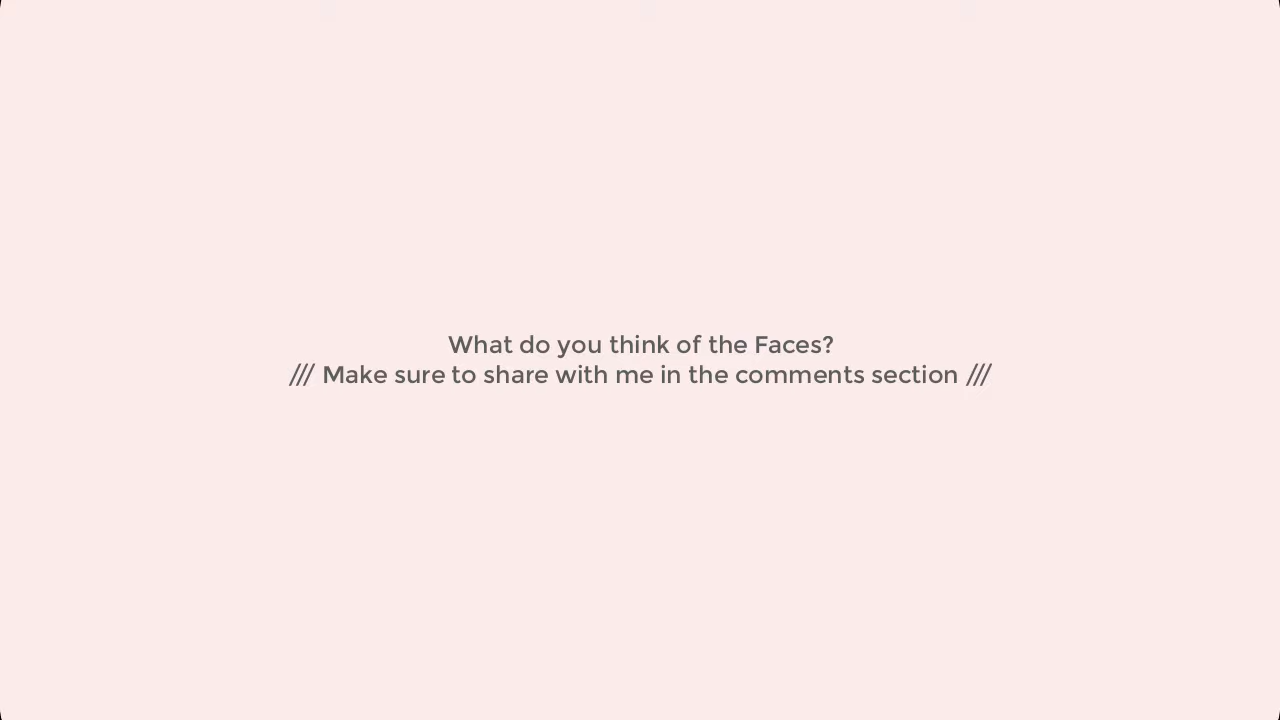 What do you think of the Faces?
/// Make sure to share with me in the comments section ///